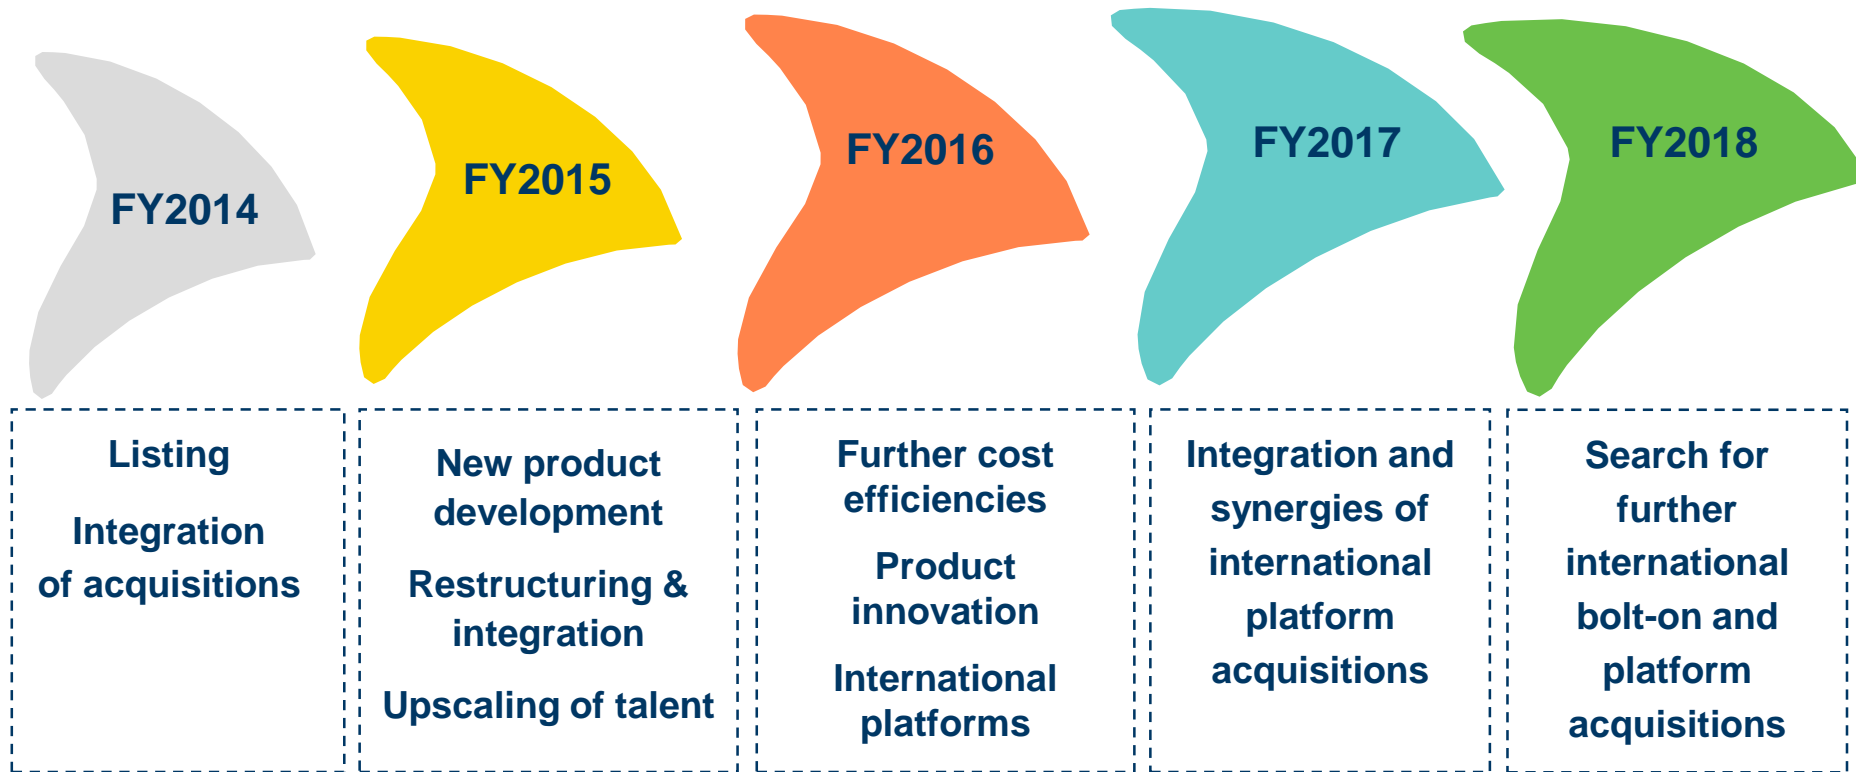 FY2014
FY2015
FY2016
FY2017
FY2018
Listing
Integration
of acquisitions
New product
development
Restructuring &
integration
Upscaling of talent
Further cost
efficiencies
Product
innovation
International
platforms
Integration and
synergies of
international
platform
acquisitions
Search for
further
international
bolt-on and
platform
acquisitions